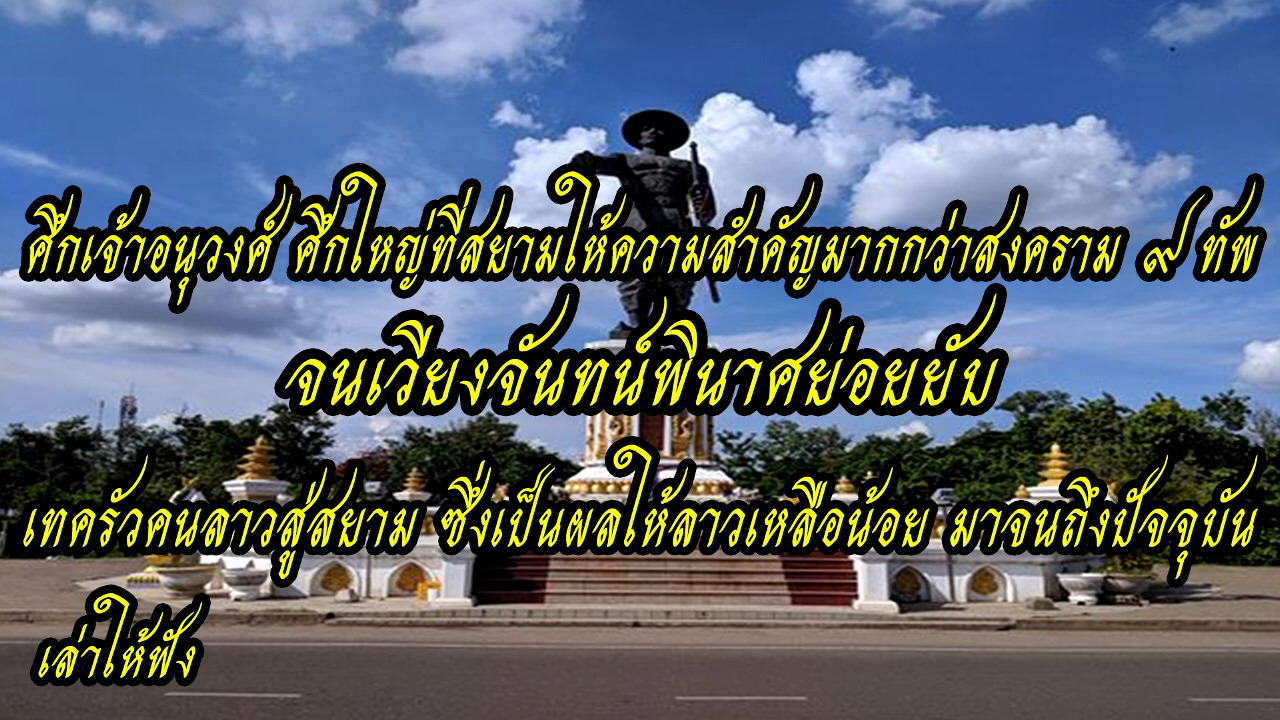 ศึกเจ้าอนุวงศ์ ศึกใหญ่ที่สยามให้ความสำคัญมากกว่าสงคราม ๙ ทัพ
จนเวียงจันทน์พินาศย่อยยับ
เทครัวคนลาวสู่สยาม ซึ่งเป็นผลให้ลาวเหลือน้อย มาจนถึงปัจจุบัน
เล่าให้ฟัง